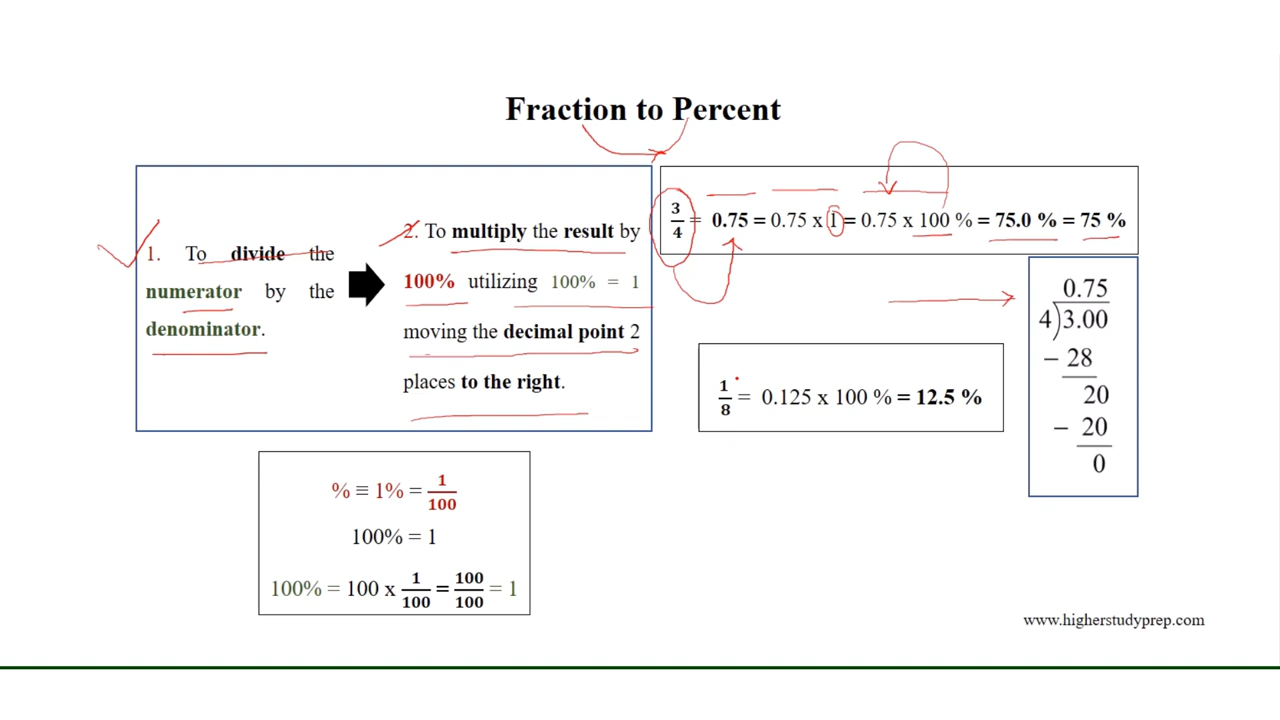 Fraction to Percent
1. To divide the
numerator by the
denominator.
2. To multiply the result by
100% utilizing 100% = 1
moving the decimal point 2
places to the right.
3/4 = 0.75 = 0.75 x 1 = 0.75 x 100 % = 75.0 % = 75 %
0.75
4)3.00
− 28
20
− 20
0
1/8 = 0.125 x 100 % = 12.5 %
% ≡ 1% = 1/100
100% = 1
100% = 100 x 1/100 = 100/100 = 1
www.higherstudyprep.com